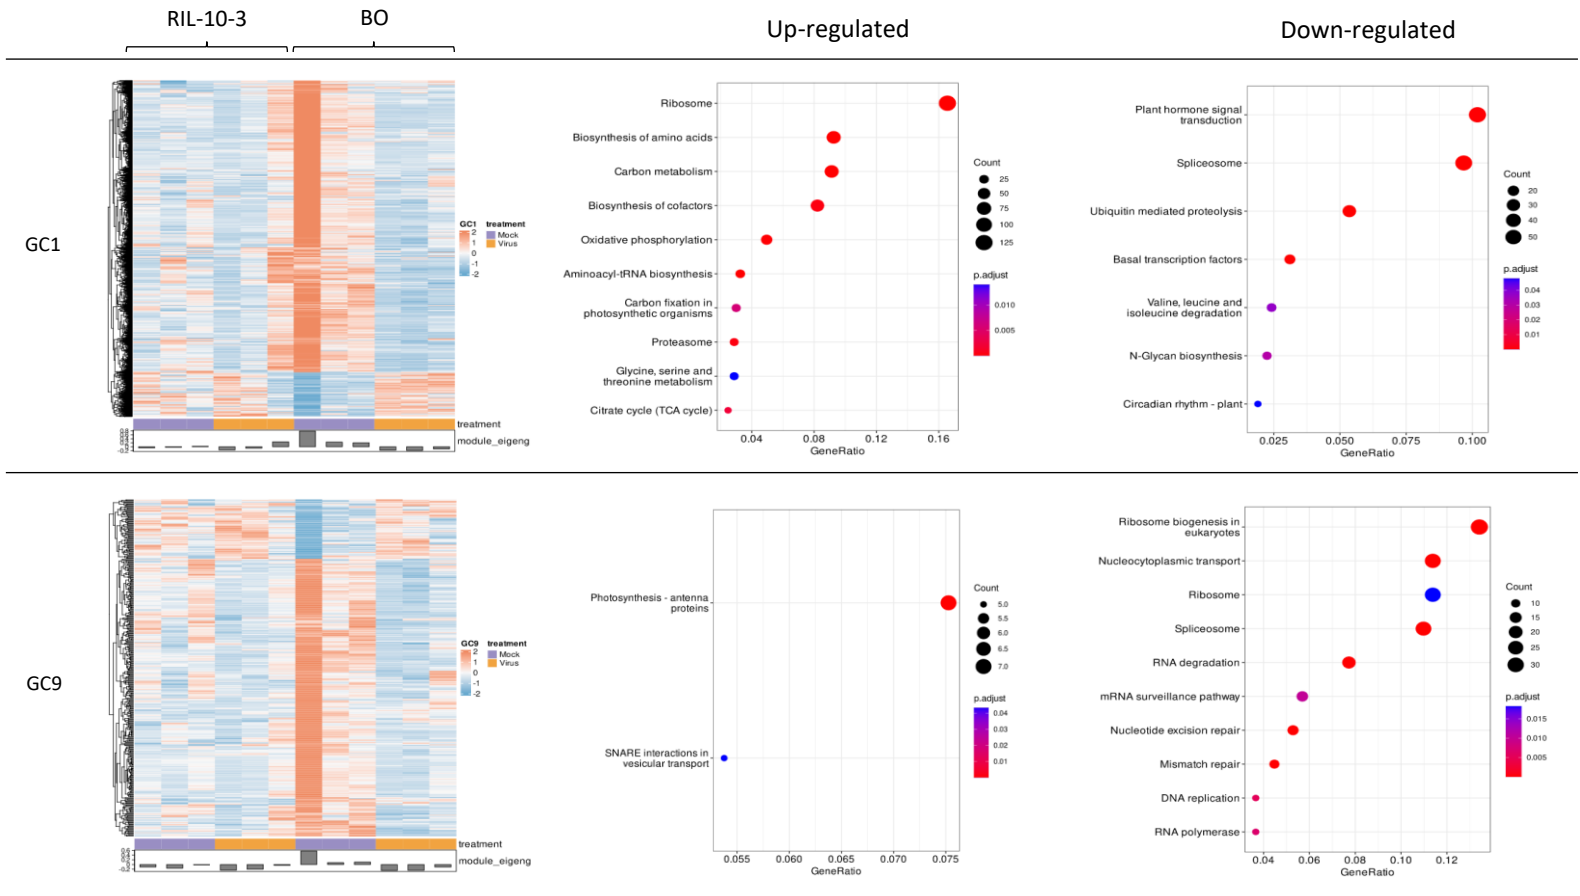 RIL-10-3
BO
Up-regulated
Down-regulated
GC1
GC1
2
1
0
-1
-2
treatment
Mock
Virus
treatment
module_eigeng
Ribosome
Biosynthesis of amino acids
Carbon metabolism
Biosynthesis of cofactors
Oxidative phosphorylation
Aminoacyl-tRNA biosynthesis
Carbon fixation in
photosynthetic organisms
Proteasome
Glycine, serine and
threonine metabolism
Citrate cycle (TCA cycle)
0.04 0.08 0.12 0.16
GeneRatio
Count
25
50
75
100
125
p.adjust
0.010
0.005
Plant hormone signal
transduction
Spliceosome
Ubiquitin mediated proteolysis
Basal transcription factors
Valine, leucine and
isoleucine degradation
N-Glycan biosynthesis
Circadian rhythm - plant
0.025 0.050 0.075 0.100
GeneRatio
Count
20
30
40
50
p.adjust
0.04
0.03
0.02
0.01
GC9
GC9
2
1
0
-1
-2
treatment
Mock
Virus
treatment
module_eigeng
Photosynthesis - antenna
proteins
SNARE interactions in
vesicular transport
0.055 0.060 0.065 0.070 0.075
GeneRatio
Count
5.0
5.5
6.0
6.5
7.0
p.adjust
0.04
0.03
0.02
0.01
Ribosome biogenesis in
eukaryotes
Nucleocytoplasmic transport
Ribosome
Spliceosome
RNA degradation
mRNA surveillance pathway
Nucleotide excision repair
Mismatch repair
DNA replication
RNA polymerase
0.04 0.06 0.08 0.10 0.12
GeneRatio
Count
10
15
20
25
30
p.adjust
0.015
0.010
0.005